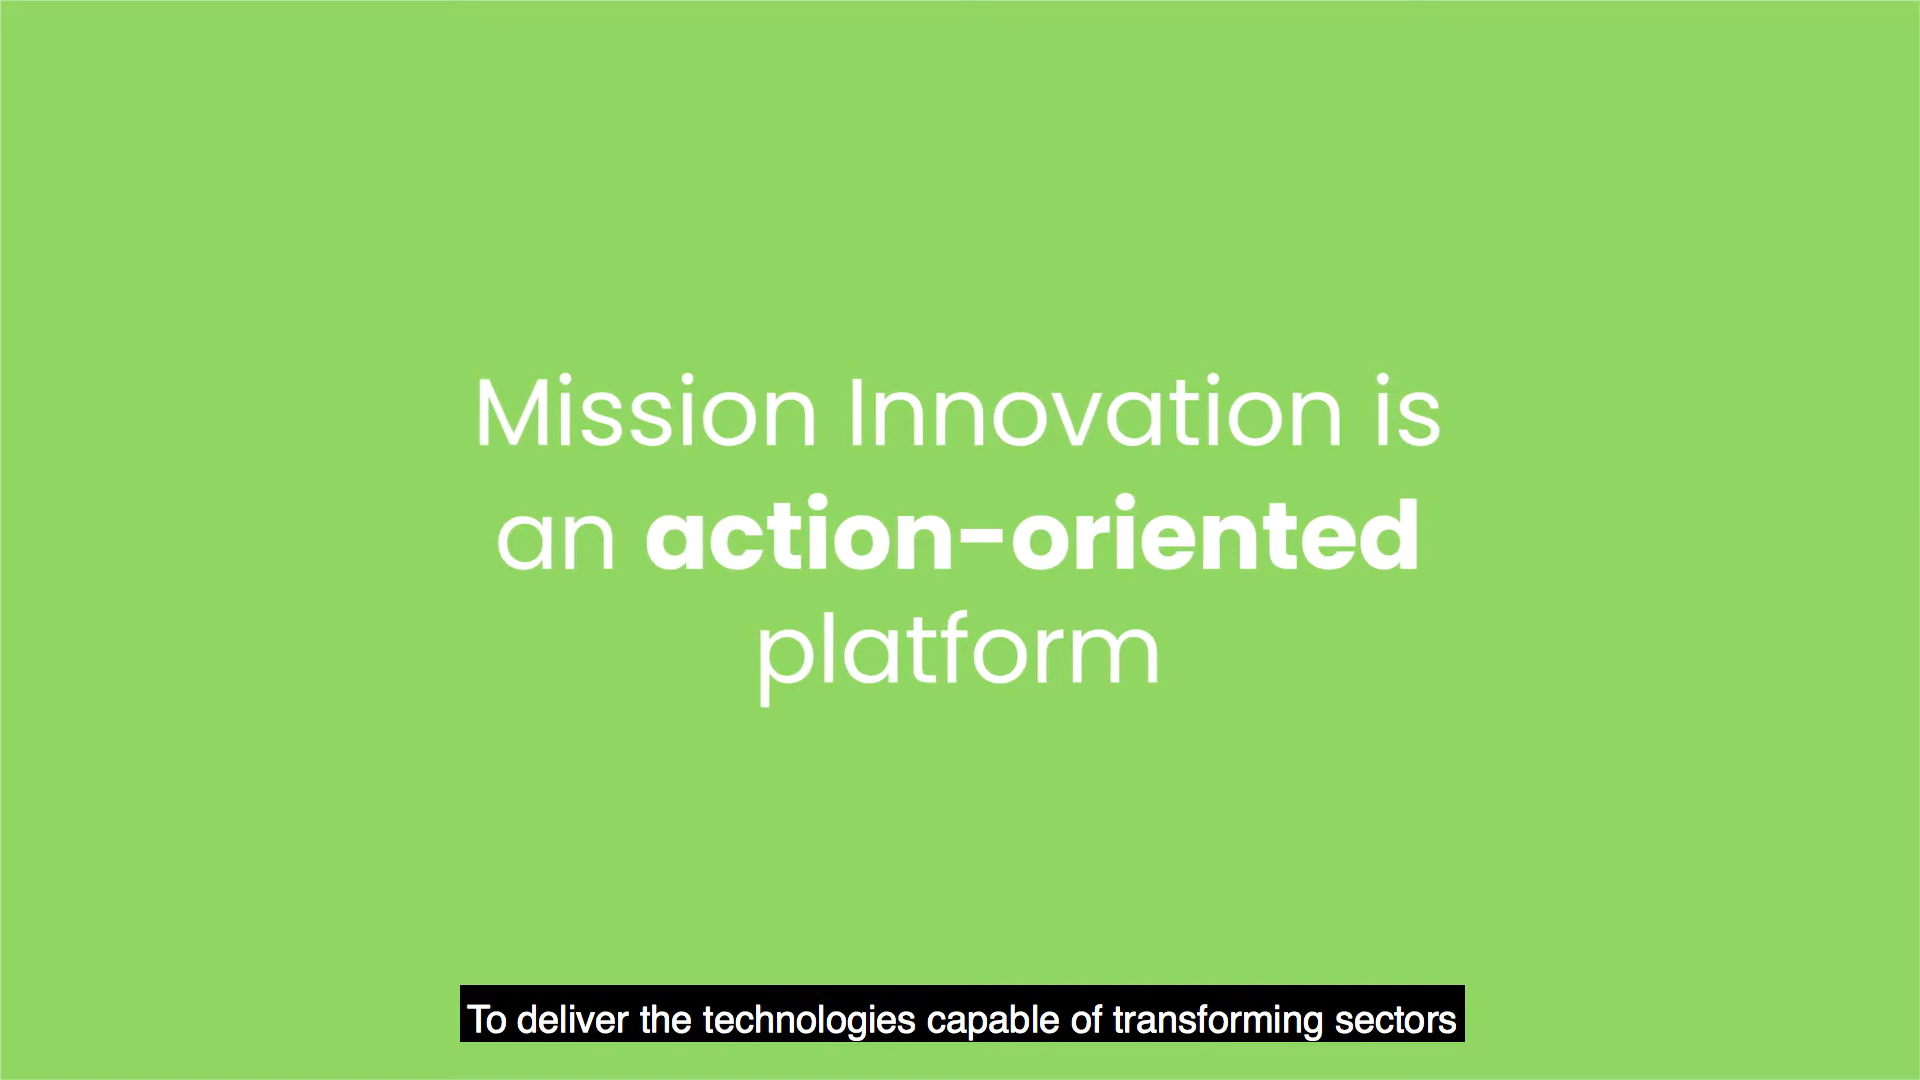 Mission Innovation is
an action-oriented
platform
To deliver the technologies capable of transforming sectors